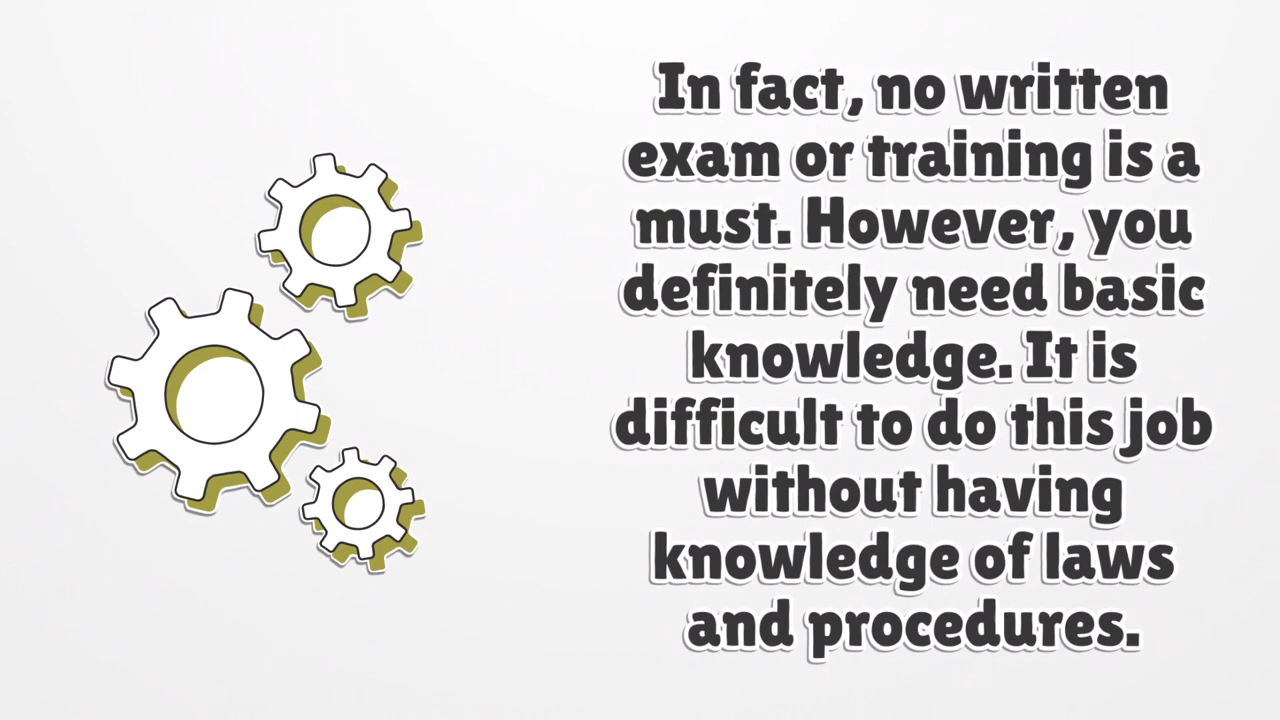 In fact, no written
exam or training is a
must. However, you
definitely need basic
knowledge. It is
difficult to do this job
without having
knowledge of laws
and procedures.